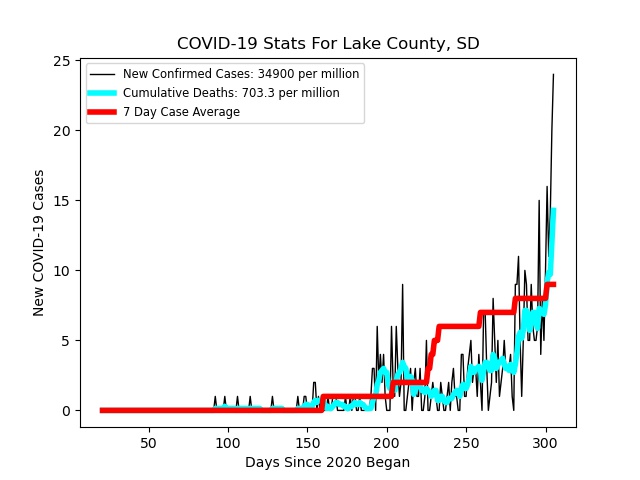 COVID-19 Stats For Lake County, SD
New Confirmed Cases: 34900 per million
Cumulative Deaths: 703.3 per million
7 Day Case Average
New COVID-19 Cases
25
20
15
10
5
0
50 100 150 200 250 300
Days Since 2020 Began